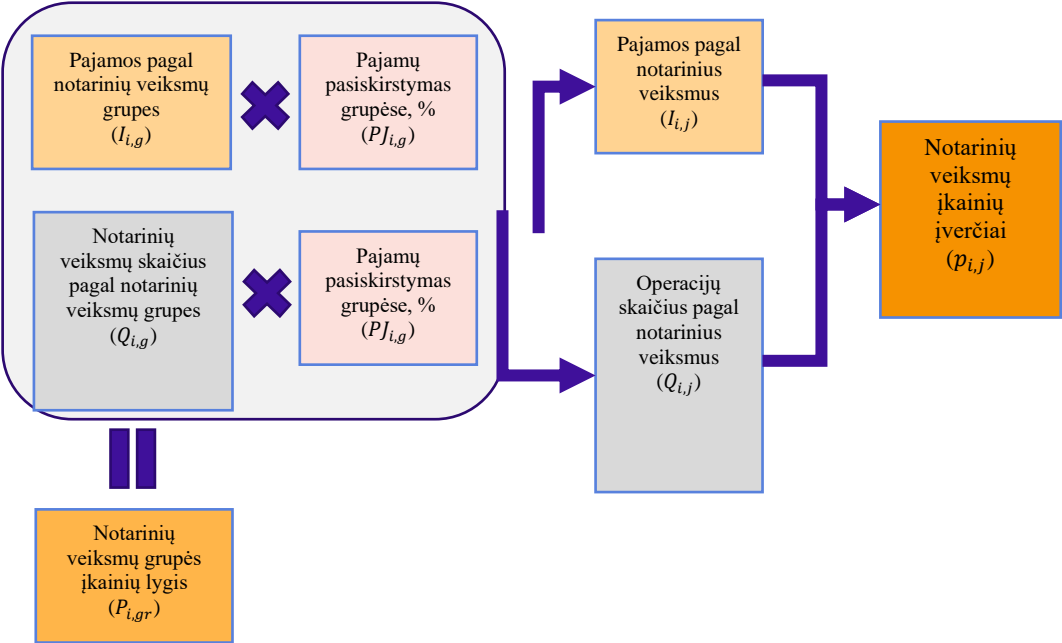 Pajamos pagal
notarinių veiksmų
grupes
(I_{i,g})
Pajamų
pasiskirstymas
grupėse, %
(PJ_{i,g})
Notarinių
veiksmų skaičius
pagal notarinių
veiksmų grupes
(Q_{i,g})
Pajamų
pasiskirstymas
grupėse, %
(PJ_{i,g})
Notarinių
veiksmų grupės
įkainių lygis
(P_{i,gr})
Pajamos pagal
notarinius
veiksmus
(I_{i,j})
Operacijų
skaičius pagal
notarinius
veiksmus
(Q_{i,j})
Notarinių
veiksmų
įkainių
įverčiai
(p_{i,j})